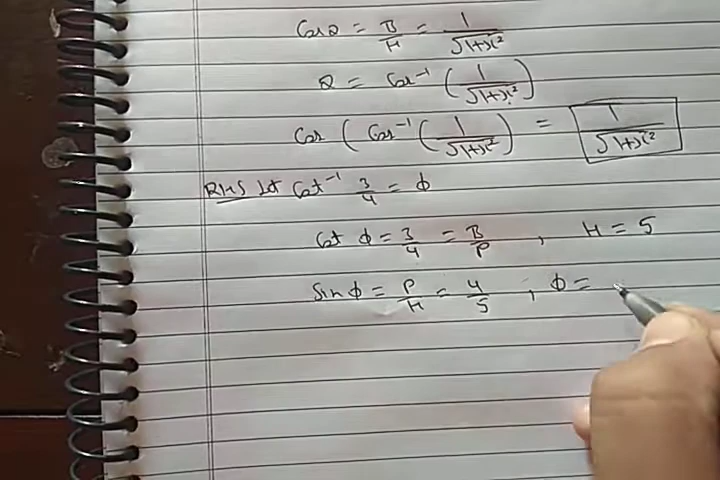 Cos α = B/H = 1/√1+x²
α = Cos⁻¹ (1/√1+x²)
Cos (Cos⁻¹ (1/√1+x²) = 1/√1+x²
RHS Let Cot⁻¹ 3/4 = ϕ
Cot ϕ = 3/4 = B/P , H = 5
Sin ϕ = P/H = 4/5 , ϕ =